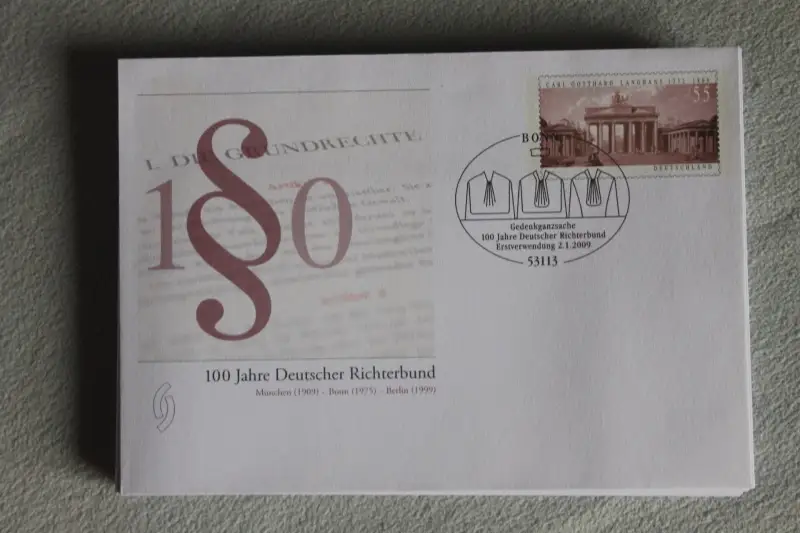 CARL GOTTHARD LANGHANS 1732–1808
55
DEUTSCHLAND
BONN
Gedenkganzsache
100 Jahre Deutscher Richterbund
Erstverwendung 2.1.2009
53113
I. DIE GRUNDRECHTE
1§0
100 Jahre Deutscher Richterbund
München (1909) - Bonn (1975) - Berlin (1999)